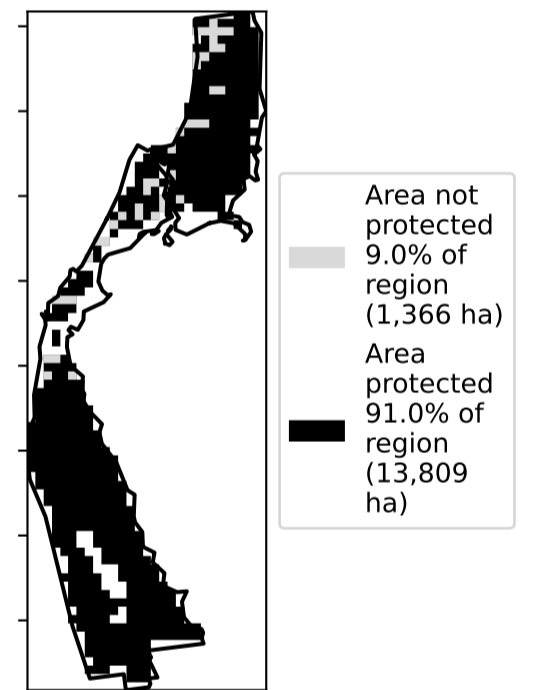 Area not
protected
9.0% of
region
(1,366 ha)
Area
protected
91.0% of
region
(13,809
ha)